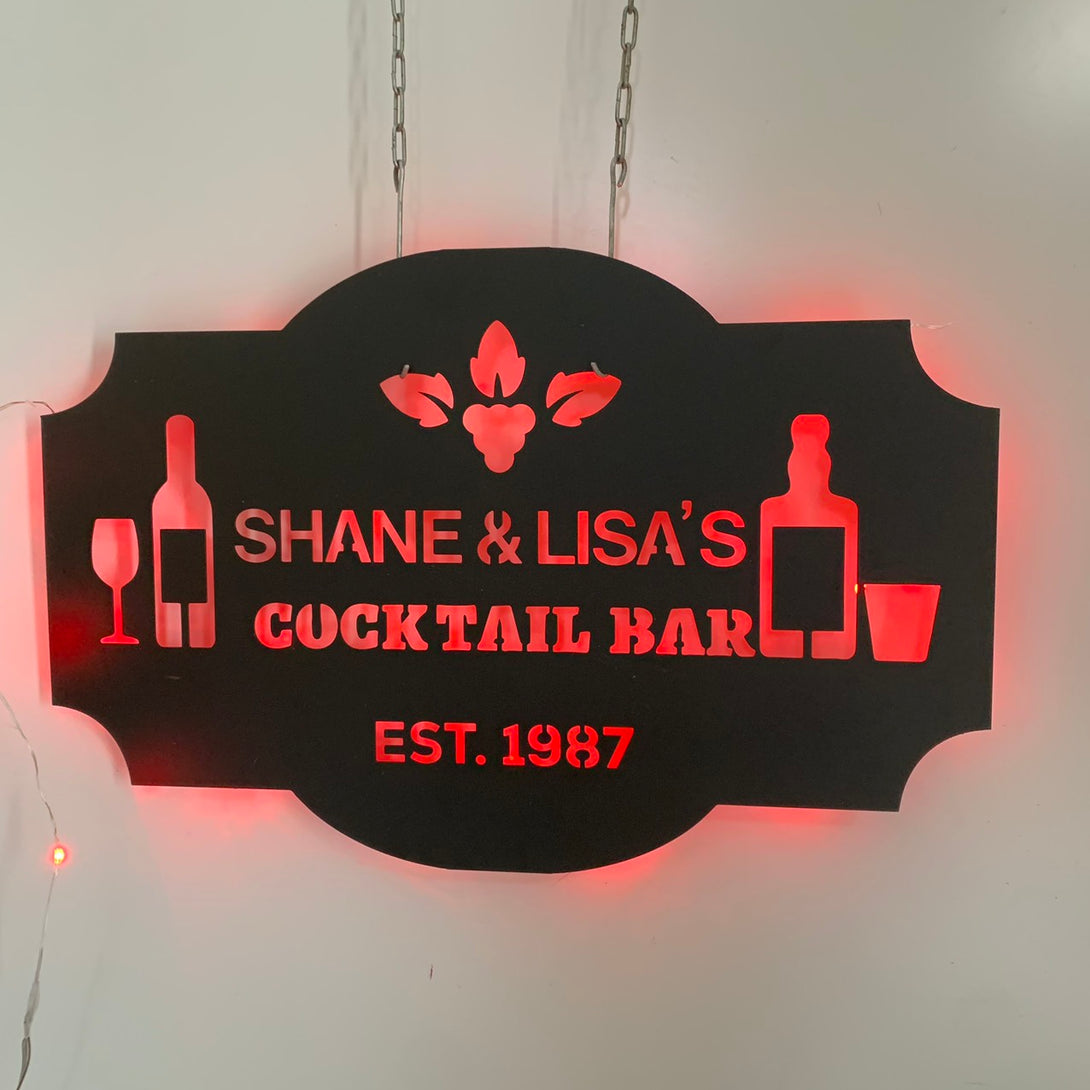 SHANE & LISA'S
COCKTAIL BAR
EST. 1987